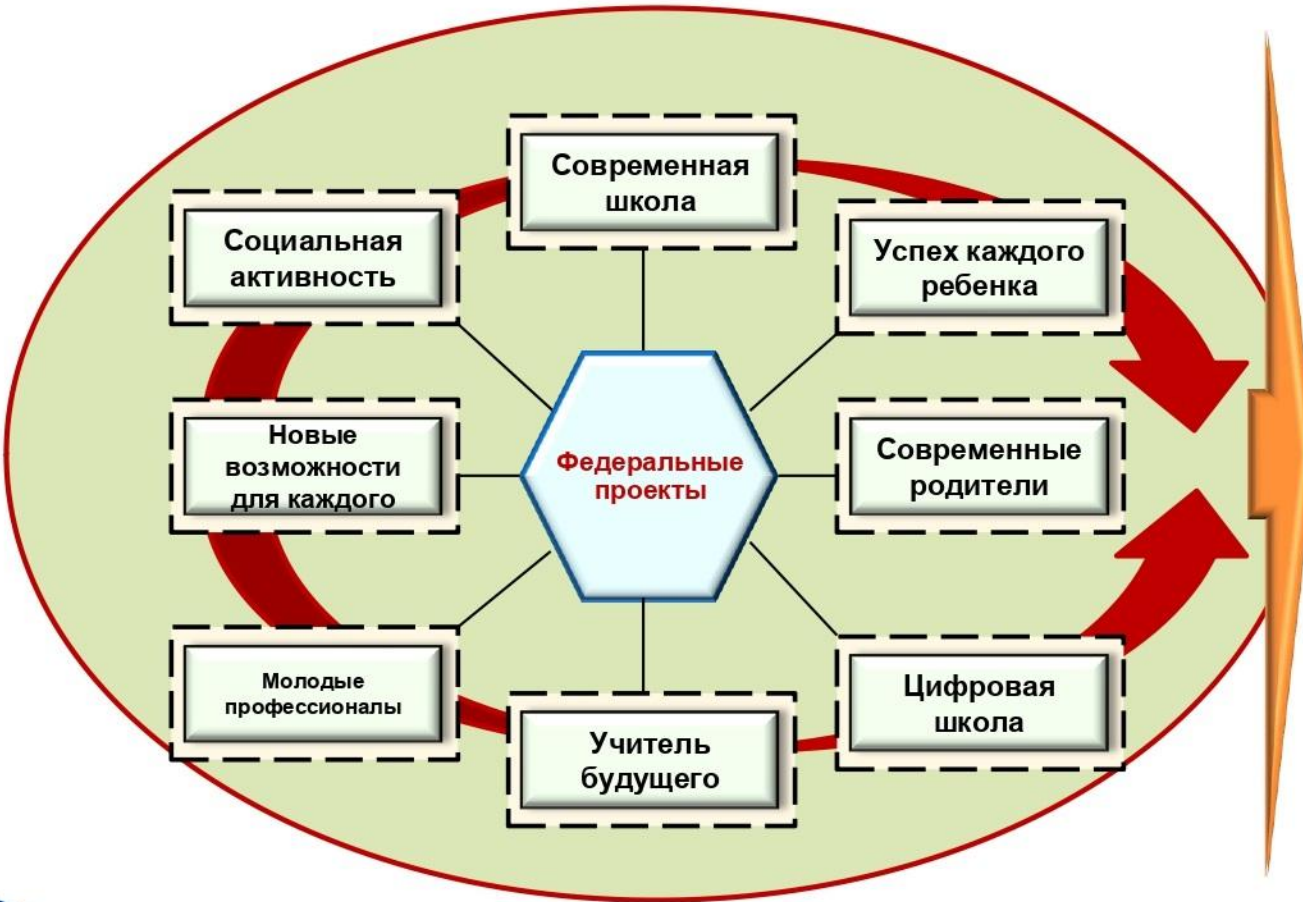 Современная
школа
Социальная
активность
Успех каждого
ребенка
Новые
возможности
для каждого
Федеральные
проекты
Современные
родители
Молодые
профессионалы
Учитель
будущего
Цифровая
школа